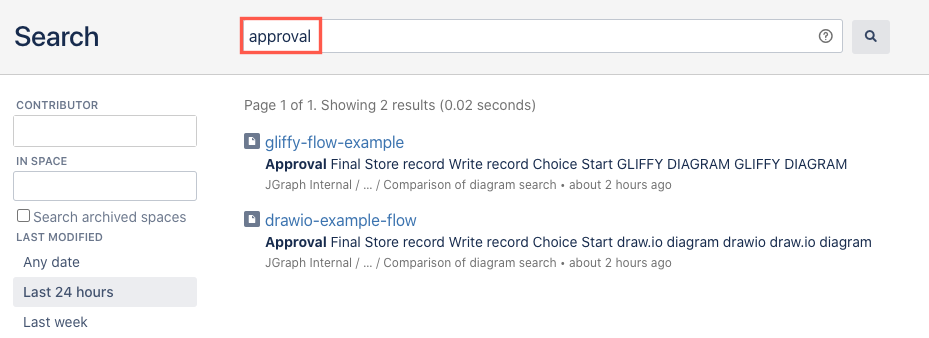 Search
approval
CONTRIBUTOR
IN SPACE
Search archived spaces
LAST MODIFIED
Any date
Last 24 hours
Last week
Page 1 of 1. Showing 2 results (0.02 seconds)
gliffy-flow-example
Approval Final Store record Write record Choice Start GLIFFY DIAGRAM GLIFFY DIAGRAM
JGraph Internal / ... / Comparison of diagram search • about 2 hours ago
drawio-example-flow
Approval Final Store record Write record Choice Start draw.io diagram drawio draw.io diagram
JGraph Internal / ... / Comparison of diagram search • about 2 hours ago